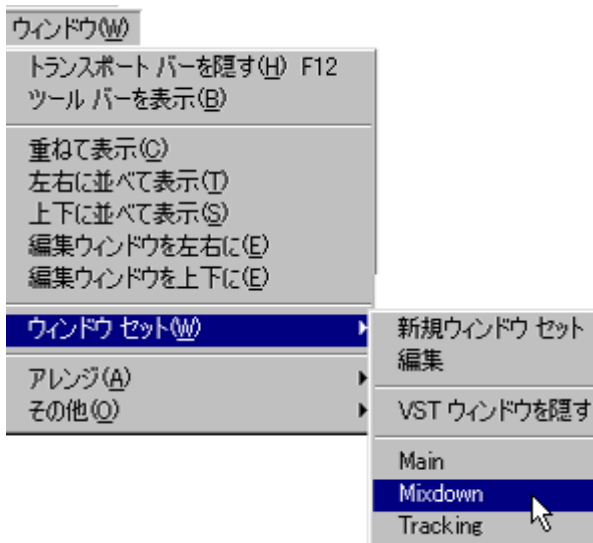 ウィンドウ(W)
トランスポート バーを隠す(H) F12
ツール バーを表示(B)
重ねて表示(C)
左右に並べて表示(T)
上下に並べて表示(S)
編集ウィンドウを左右に(E)
編集ウィンドウを上下に(E)
ウィンドウ セット(W)
アレンジ(A)
その他(O)
新規ウィンドウ セット
編集
VST ウィンドウを隠す
Main
Mixdown
Tracking